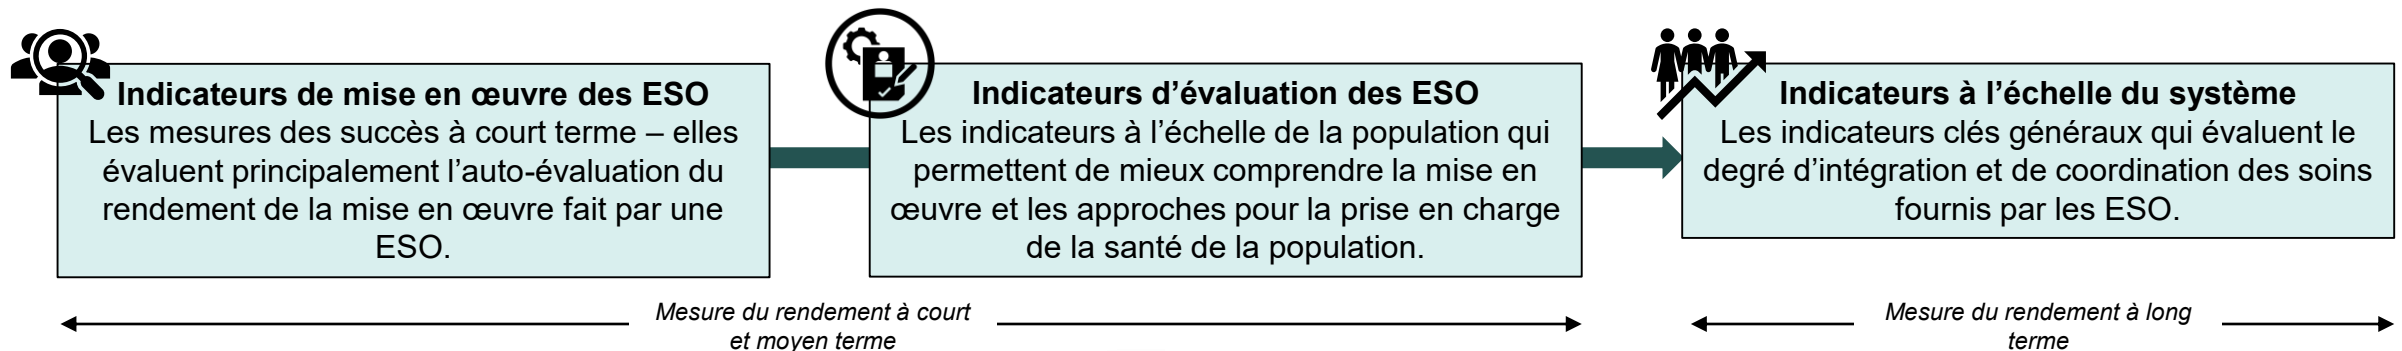 Indicateurs de mise en œuvre des ESO
Les mesures des succès à court terme – elles
évaluent principalement l'auto-évaluation du
rendement de la mise en œuvre fait par une
ESO.
Indicateurs d'évaluation des ESO
Les indicateurs à l'échelle de la population qui
permettent de mieux comprendre la mise en
œuvre et les approches pour la prise en charge
de la santé de la population.
Indicateurs à l'échelle du système
Les indicateurs clés généraux qui évaluent le
degré d'intégration et de coordination des soins
fournis par les ESO.
Mesure du rendement à court
et moyen terme
Mesure du rendement à long
terme